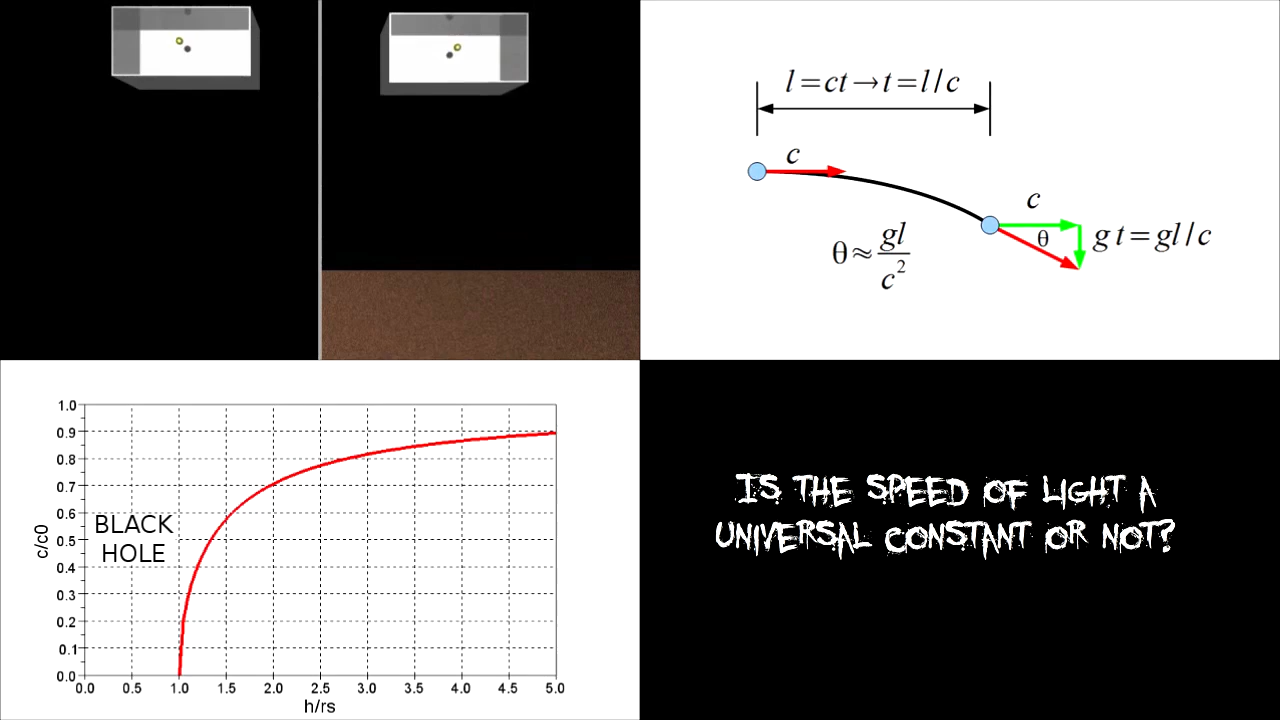 l=ct→t=l/c
c
c
θ
gt=gl/c
θ≈gl/c²
1.0
0.9
0.8
0.7
0.6
0.5
0.4
0.3
0.2
0.1
0.0
c/c0
BLACK
HOLE
0.0 0.5 1.0 1.5 2.0 2.5 3.0 3.5 4.0 4.5 5.0
h/rs
IS THE SPEED OF LIGHT A
UNIVERSAL CONSTANT OR NOT?